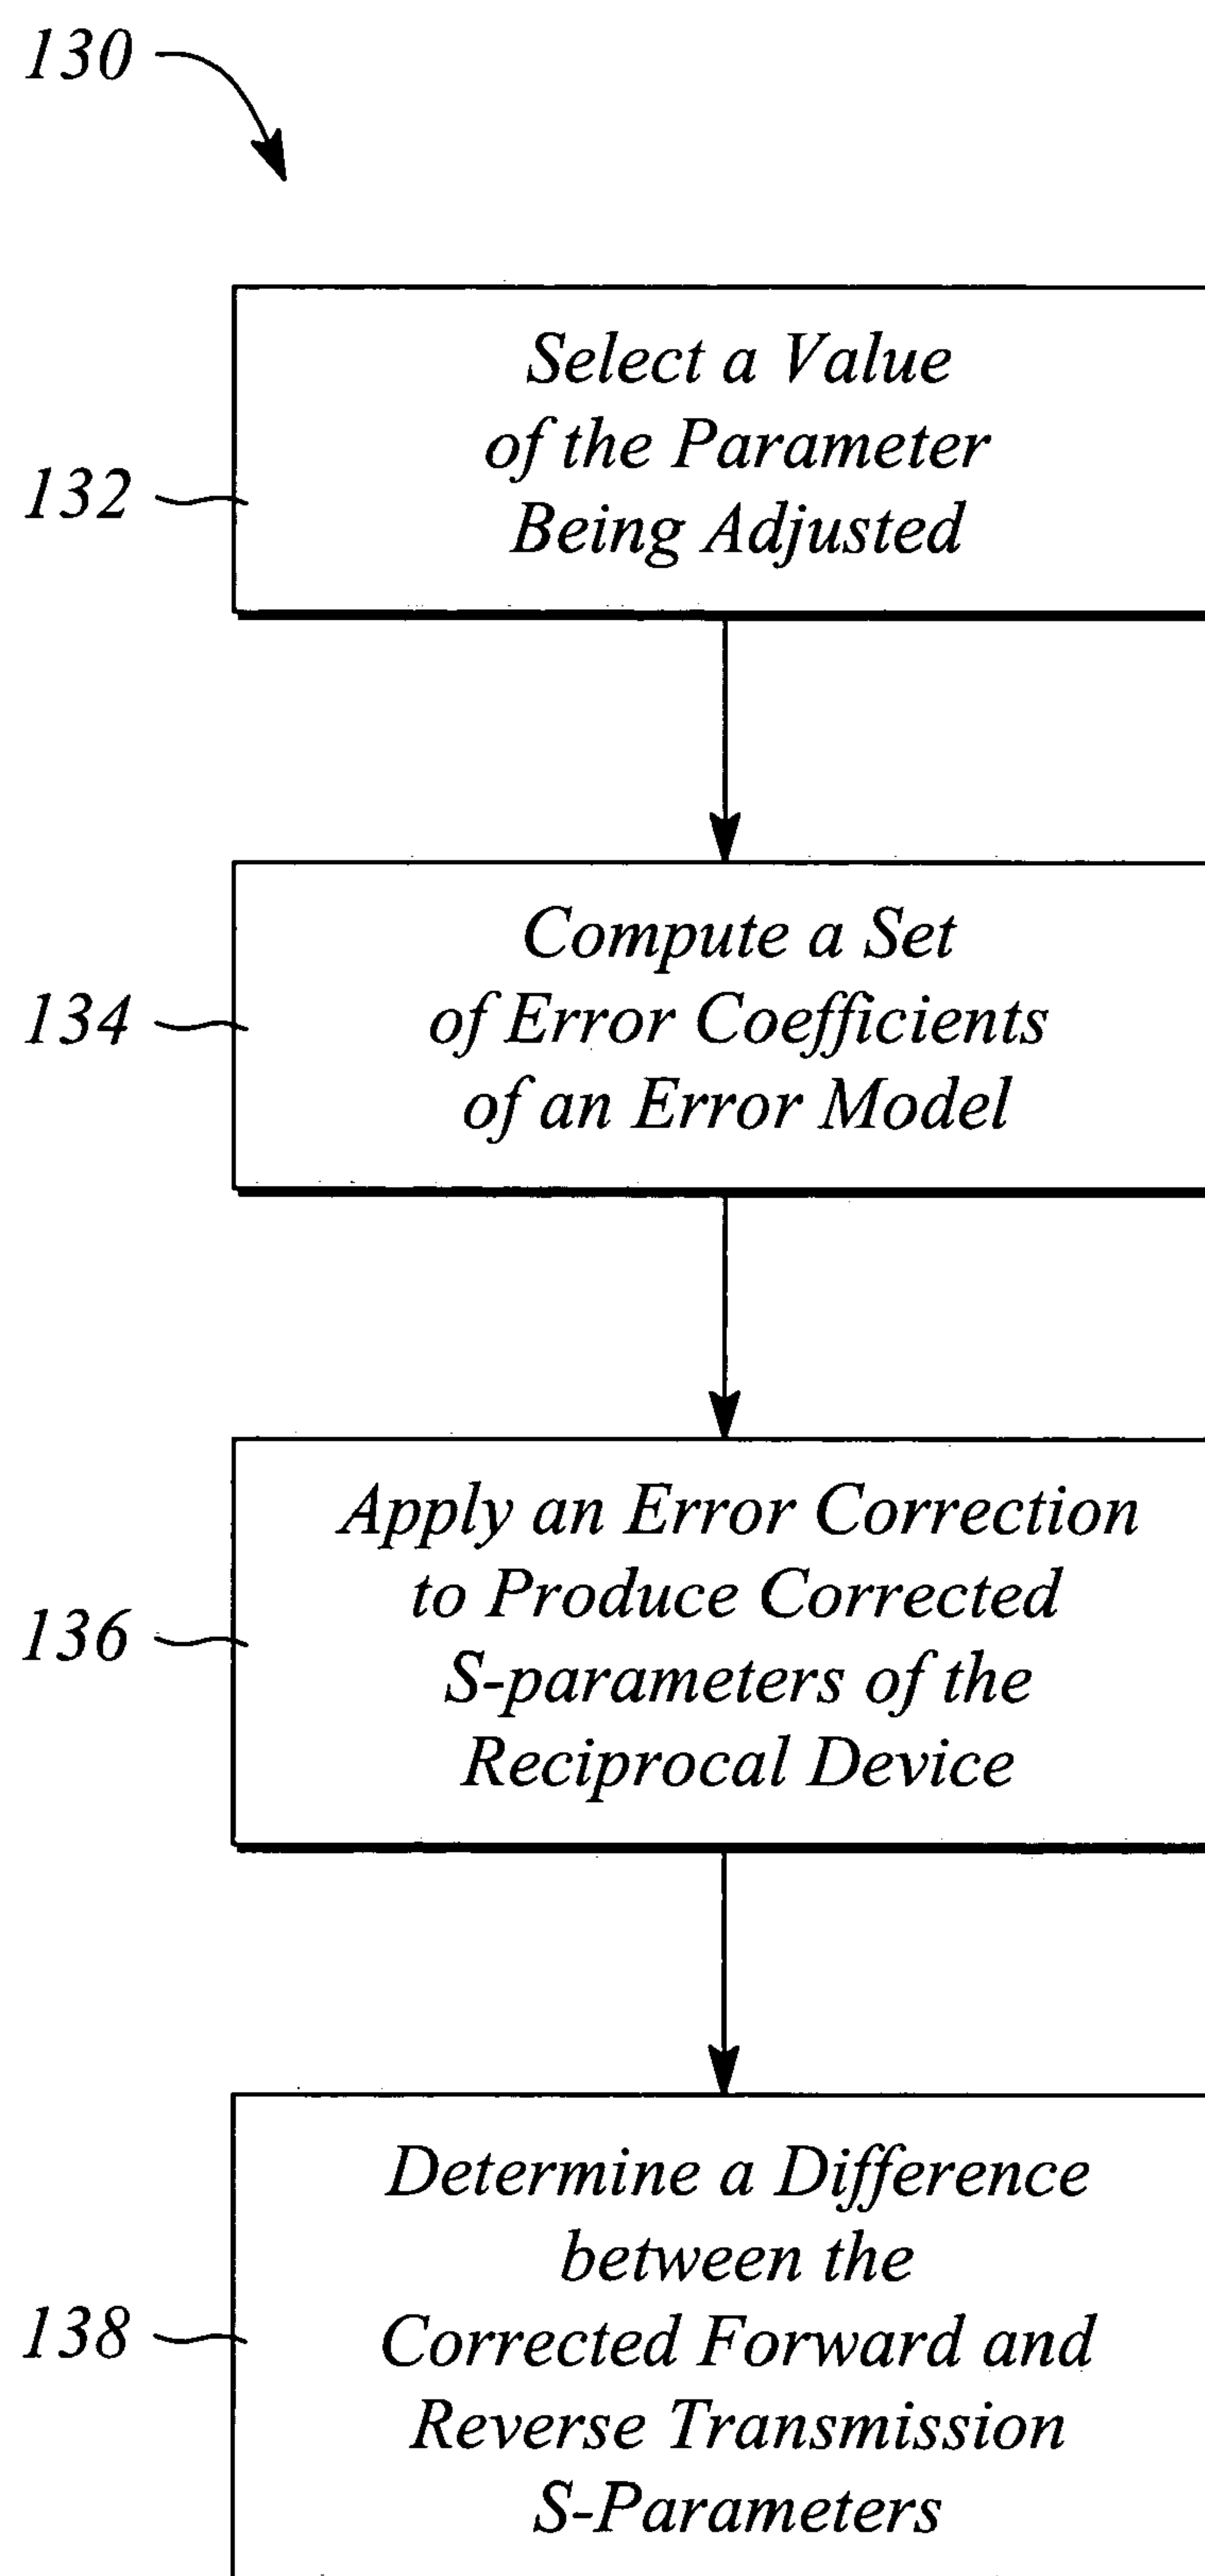 130
Select a Value
of the Parameter
Being Adjusted
132
Compute a Set
of Error Coefficients
of an Error Model
134
Apply an Error Correction
to Produce Corrected
S-parameters of the
Reciprocal Device
136
Determine a Difference
between the
Corrected Forward and
Reverse Transmission
S-Parameters
138